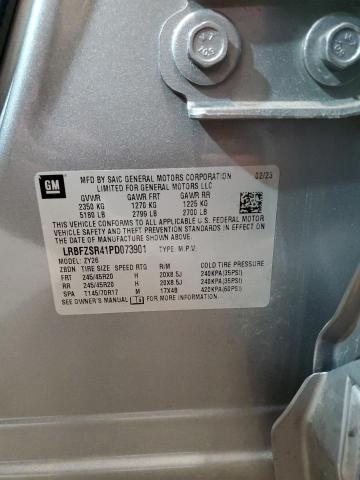 GM
MFD BY SAIC GENERAL MOTORS CORPORATION 02/23
LIMITED FOR GENERAL MOTORS LLC
GVWR GAWR FRT GAWR RR
2350 KG 1270 KG 1225 KG
5180 LB 2799 LB 2700 LB
THIS VEHICLE CONFORMS TO ALL APPLICABLE U.S. FEDERAL MOTOR
VEHICLE SAFETY AND THEFT PREVENTION STANDARDS IN EFFECT ON
THE DATE OF MANUFACTURE SHOWN ABOVE.
LRBFZSR41PD073901 TYPE: M.P.V.
MODEL: ZY26
ZBDN TIRE SIZE SPEED RTG RIM COLD TIRE PRESSURE
FRT 245/45R20 H 20X8.5J 240KPA(35PSI)
RR 245/45R20 H 20X8.5J 240KPA(35PSI)
SPA T145/70R17 M 17X4B 420KPA(60PSI)
SEE OWNER'S MANUAL